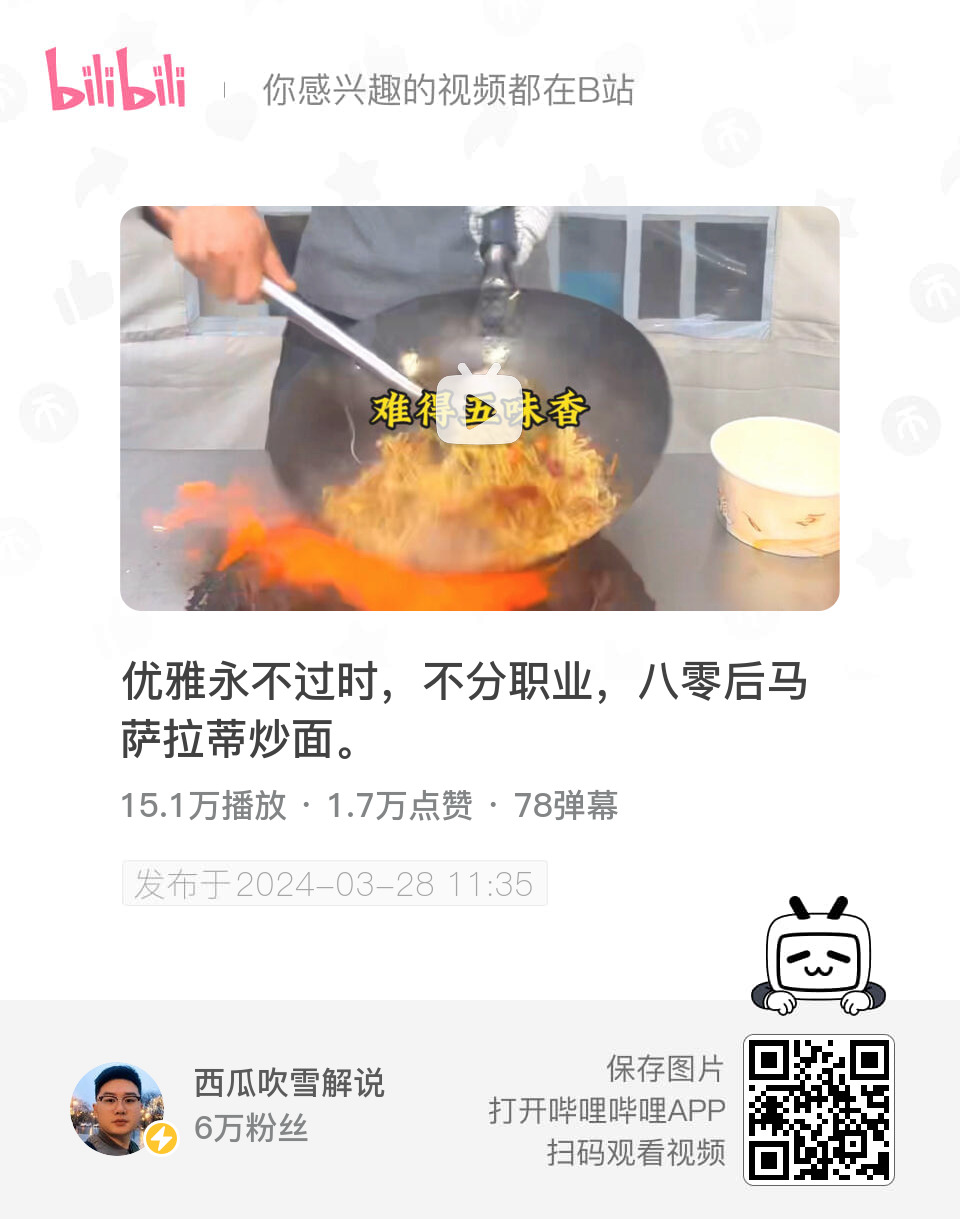 bilibili
你感兴趣的视频都在B站
难得五味香
优雅永不过时，不分职业，八零后马
萨拉蒂炒面。
15.1万播放 · 1.7万点赞 · 78弹幕
发布于2024-03-28 11:35
西瓜吹雪解说
6万粉丝
保存图片
打开哔哩哔哩APP
扫码观看视频